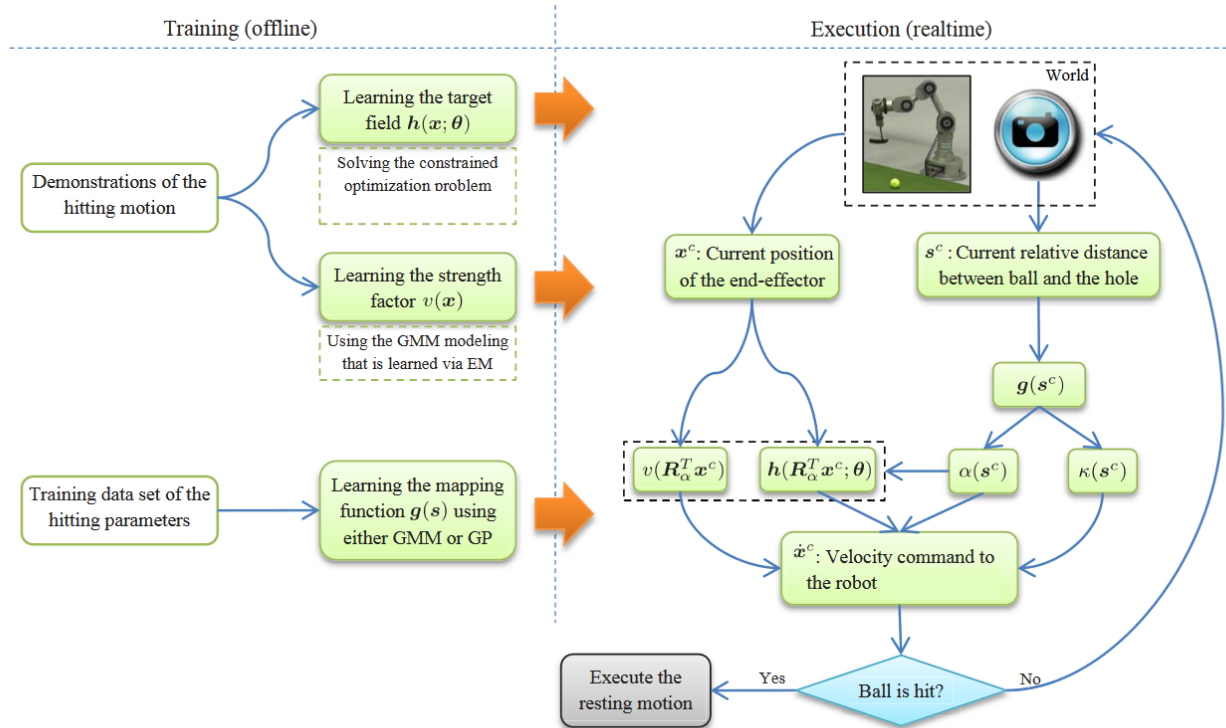 Training (offline)
Execution (realtime)
Learning the target
field h(x; θ)
Solving the constrained
optimization problem
Demonstrations of the
hitting motion
Learning the strength
factor v(x)
Using the GMM modeling
that is learned via EM
Training data set of the
hitting parameters
Learning the mapping
function g(s) using
either GMM or GP
World
x^c: Current position
of the end-effector
s^c : Current relative distance
between ball and the hole
g(s^c)
v(R_α^T x^c)
h(R_α^T x^c; θ)
α(s^c)
κ(s^c)
ẋ^c: Velocity command to
the robot
Ball is hit?
Yes
No
Execute the
resting motion